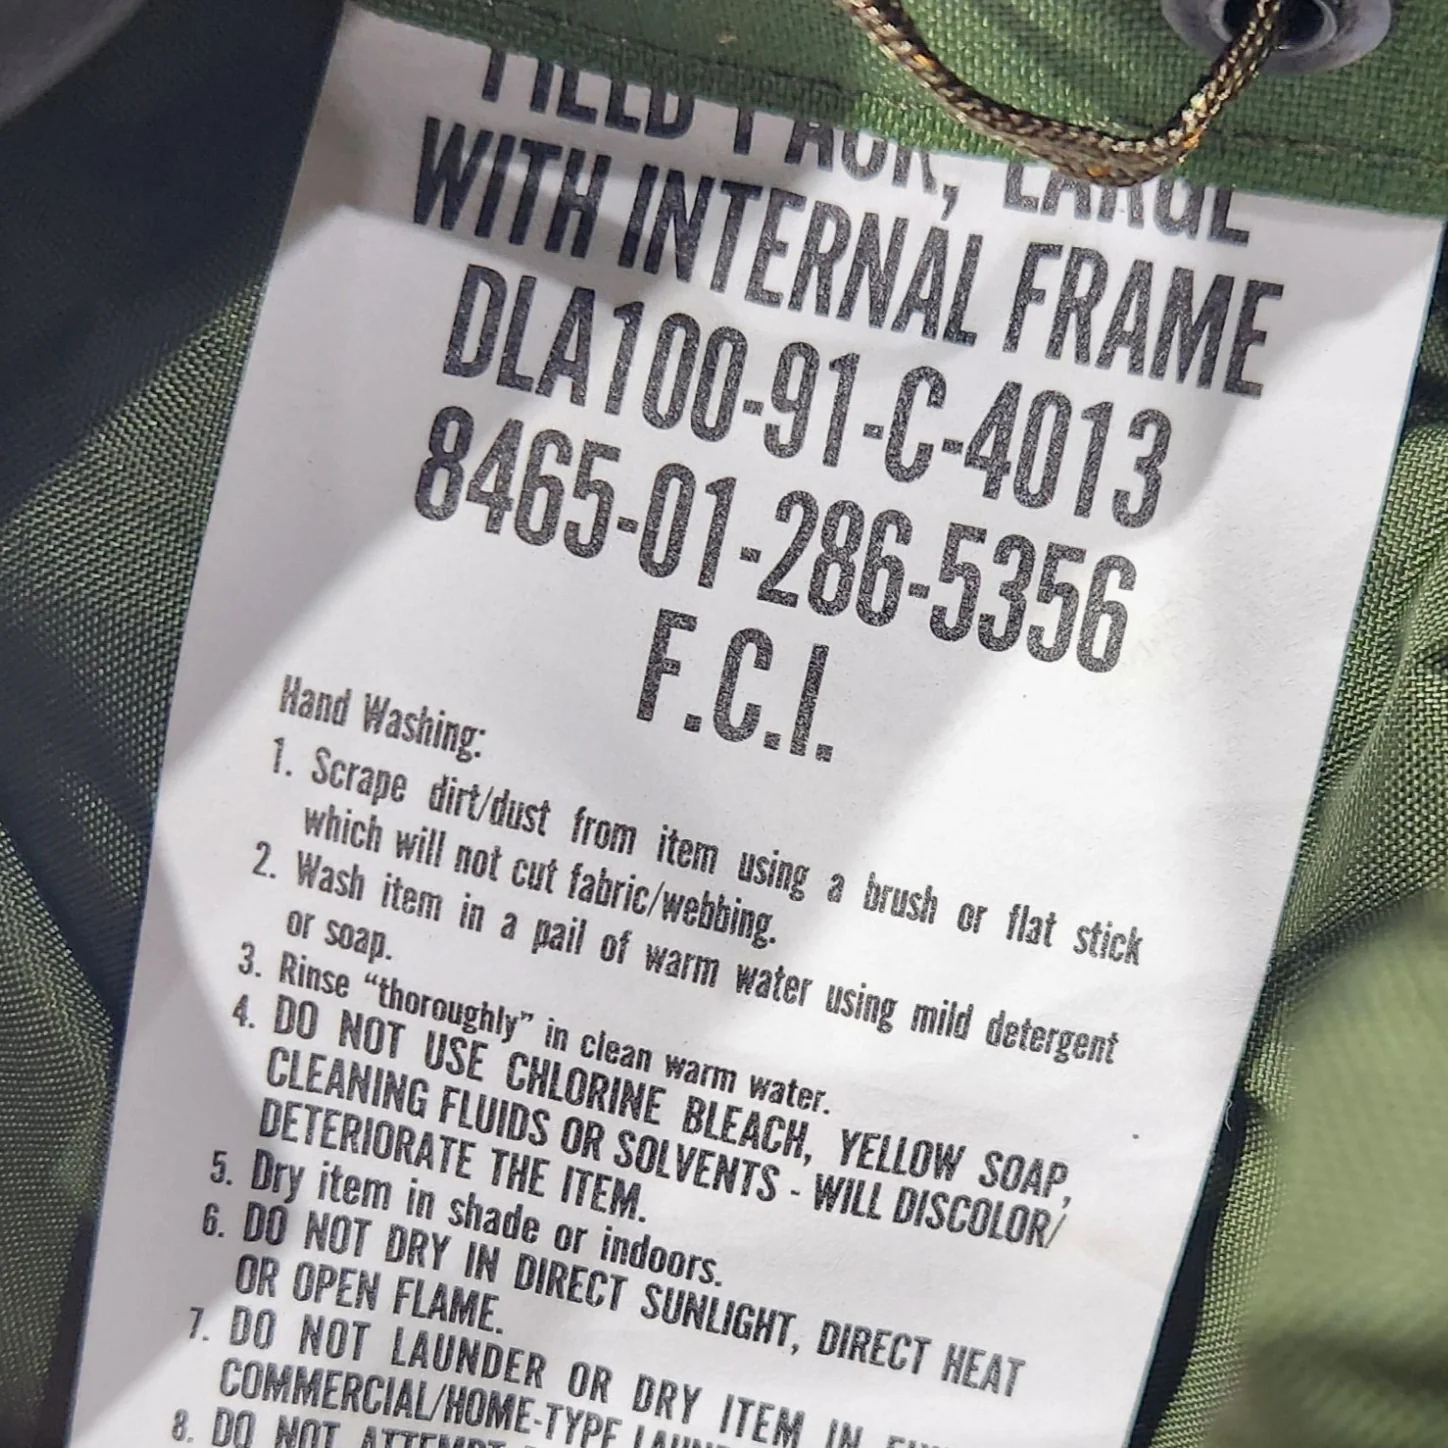 FIELD PACK, LARGE
WITH INTERNAL FRAME
DLA100-91-C-4013
8465-01-286-5356
F.C.I.
Hand Washing:
1. Scrape dirt/dust from item using a brush or flat stick
which will not cut fabric/webbing.
2. Wash item in a pail of warm water using mild detergent
or soap.
3. Rinse “thoroughly” in clean warm water.
4. DO NOT USE CHLORINE BLEACH, YELLOW SOAP,
CLEANING FLUIDS OR SOLVENTS - WILL DISCOLOR/
DETERIORATE THE ITEM.
5. Dry item in shade or indoors.
6. DO NOT DRY IN DIRECT SUNLIGHT, DIRECT HEAT
OR OPEN FLAME.
7. DO NOT LAUNDER OR DRY ITEM IN
COMMERCIAL/HOME-TYPE
8. DO NOT ATTEMPT